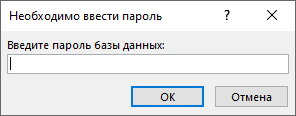 Необходимо ввести пароль
Введите пароль базы данных:
ОК Отмена